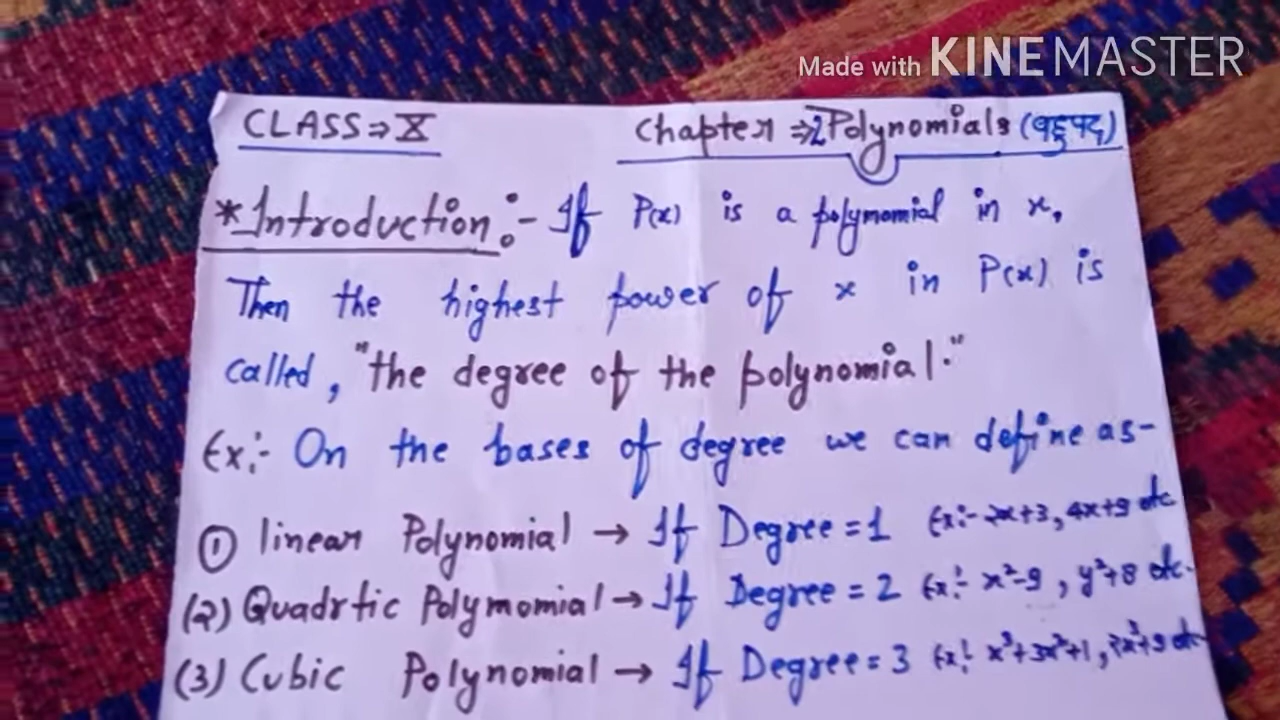 Made with KINEMASTER
CLASS⇒X Chapter ⇒2 Polynomials (बहुपद)
*Introduction:- If P(x) is a polynomial in x,
Then the highest power of x in P(x) is
called, "the degree of the polynomial."
Ex:- On the bases of degree we can define as-
① linear Polynomial → If Degree = 1 Ex:- 2x+3, 4x+9 etc
(2) Quadrtic Polymomial → If Degree = 2 Ex:- x²-9, y²+8 etc.
(3) Cubic Polynomial → If Degree = 3 Ex:- x³+3x²+1, 2x³+9 etc